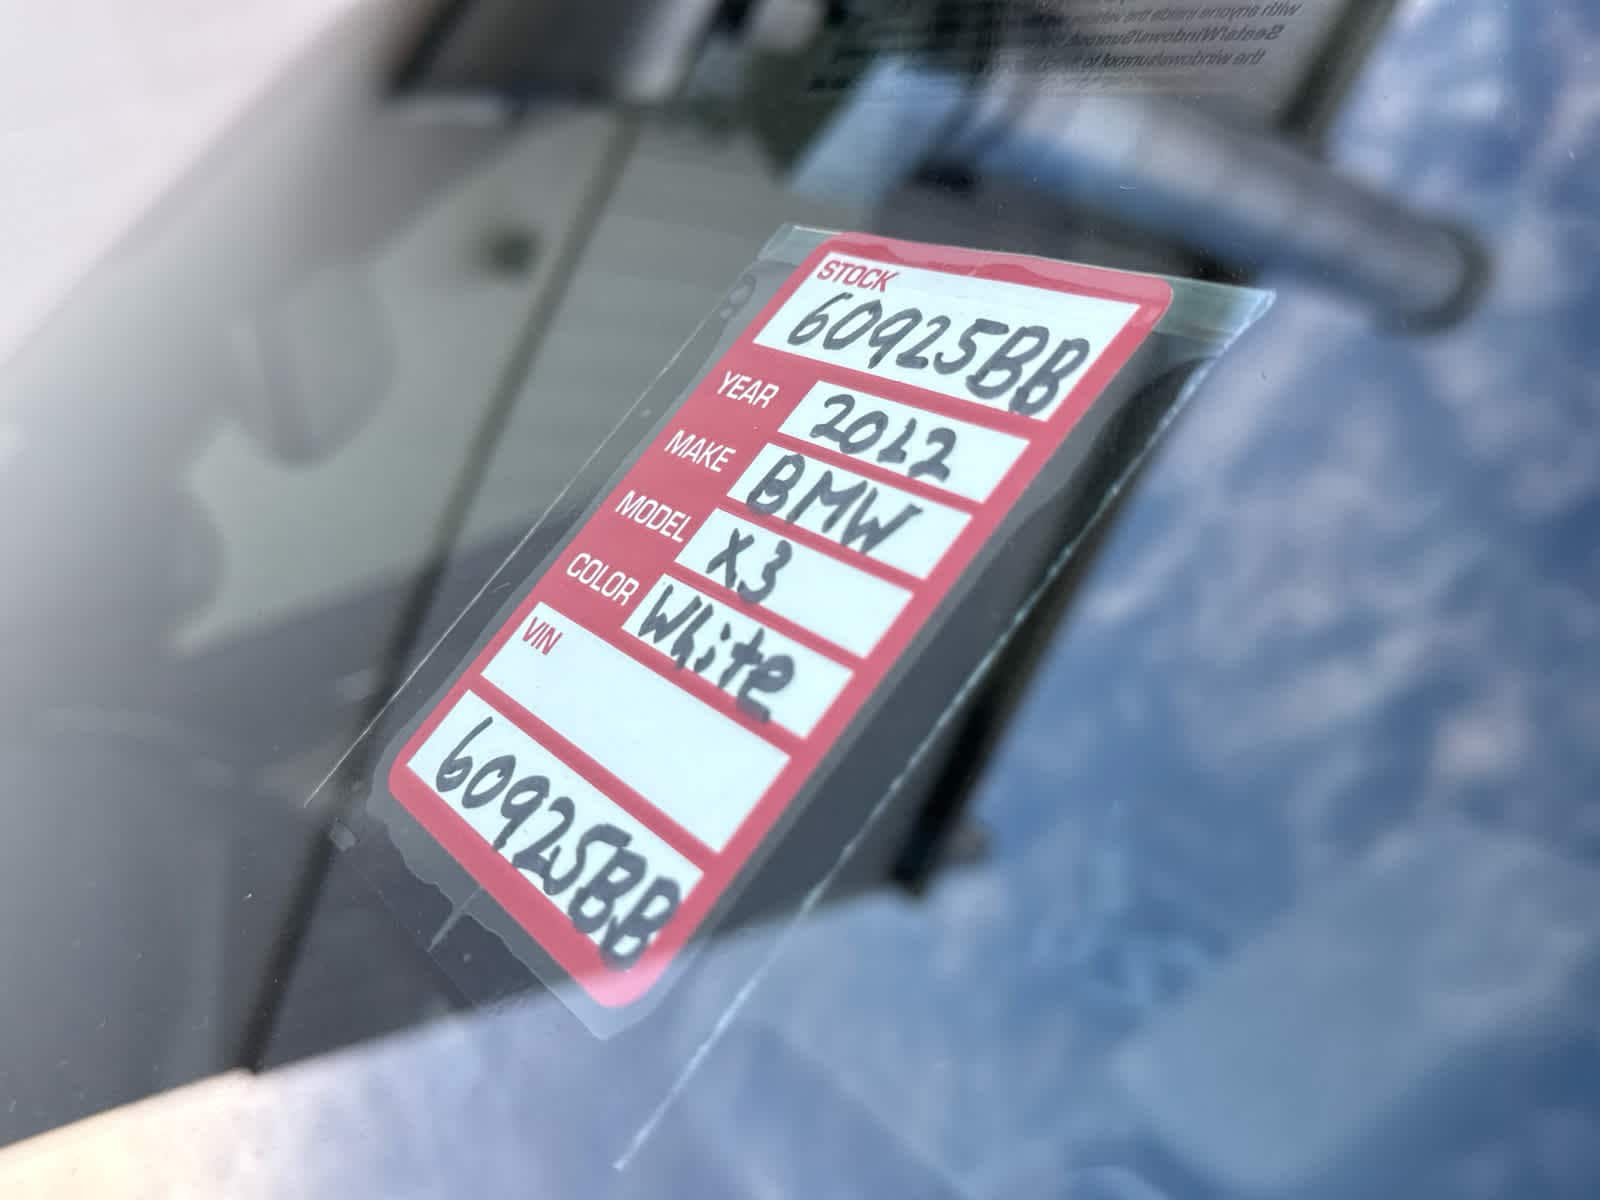 STOCK
60925BB
YEAR 2012
MAKE BMW
MODEL X3
COLOR White
VIN
60925BB